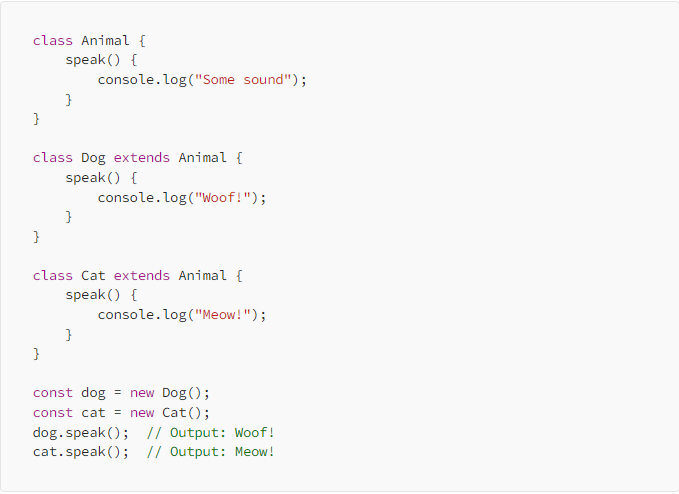 class Animal {
    speak() {
        console.log("Some sound");
    }
}

class Dog extends Animal {
    speak() {
        console.log("Woof!");
    }
}

class Cat extends Animal {
    speak() {
        console.log("Meow!");
    }
}

const dog = new Dog();
const cat = new Cat();
dog.speak();  // Output: Woof!
cat.speak();  // Output: Meow!